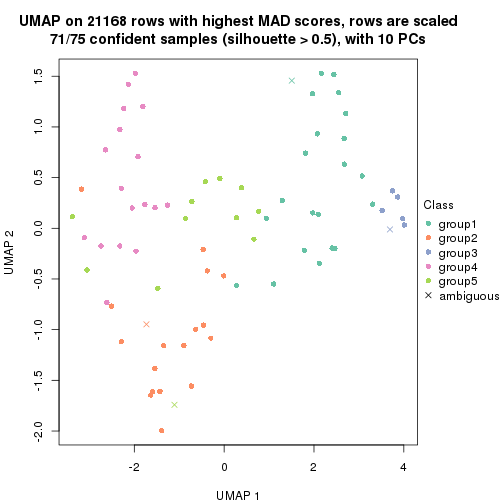 UMAP on 21168 rows with highest MAD scores, rows are scaled
71/75 confident samples (silhouette > 0.5), with 10 PCs
1.5
1.0
0.5
0.0
-0.5
-1.0
-1.5
-2.0
UMAP 2
-2
0
2
4
UMAP 1
Class
group1
group2
group3
group4
group5
ambiguous